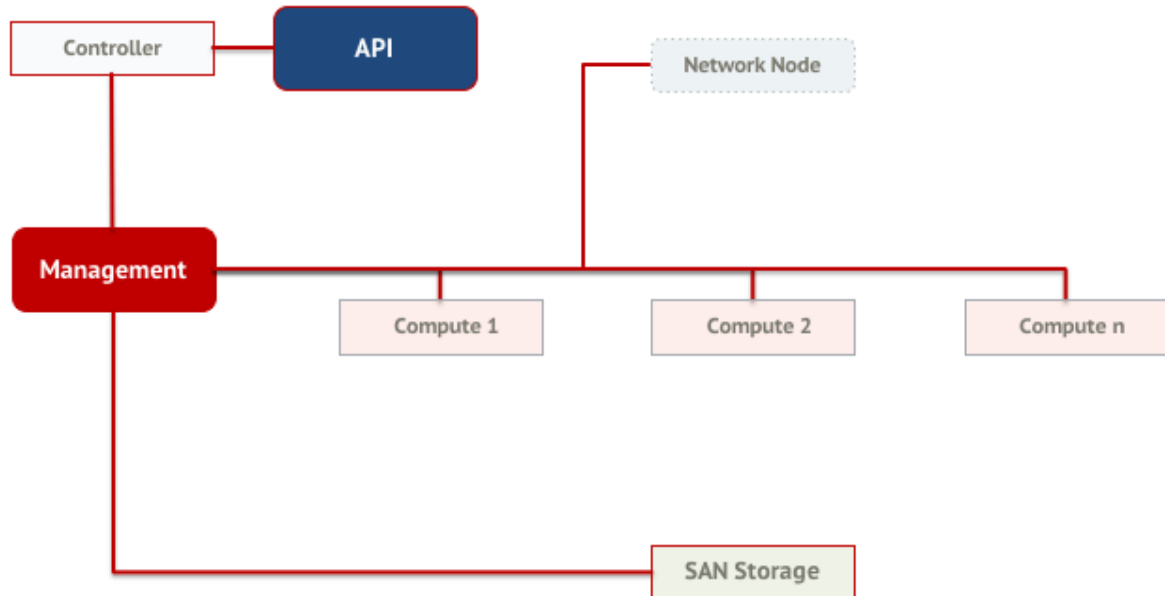 Controller
API
Network Node
Management
Compute 1
Compute 2
Compute n
SAN Storage